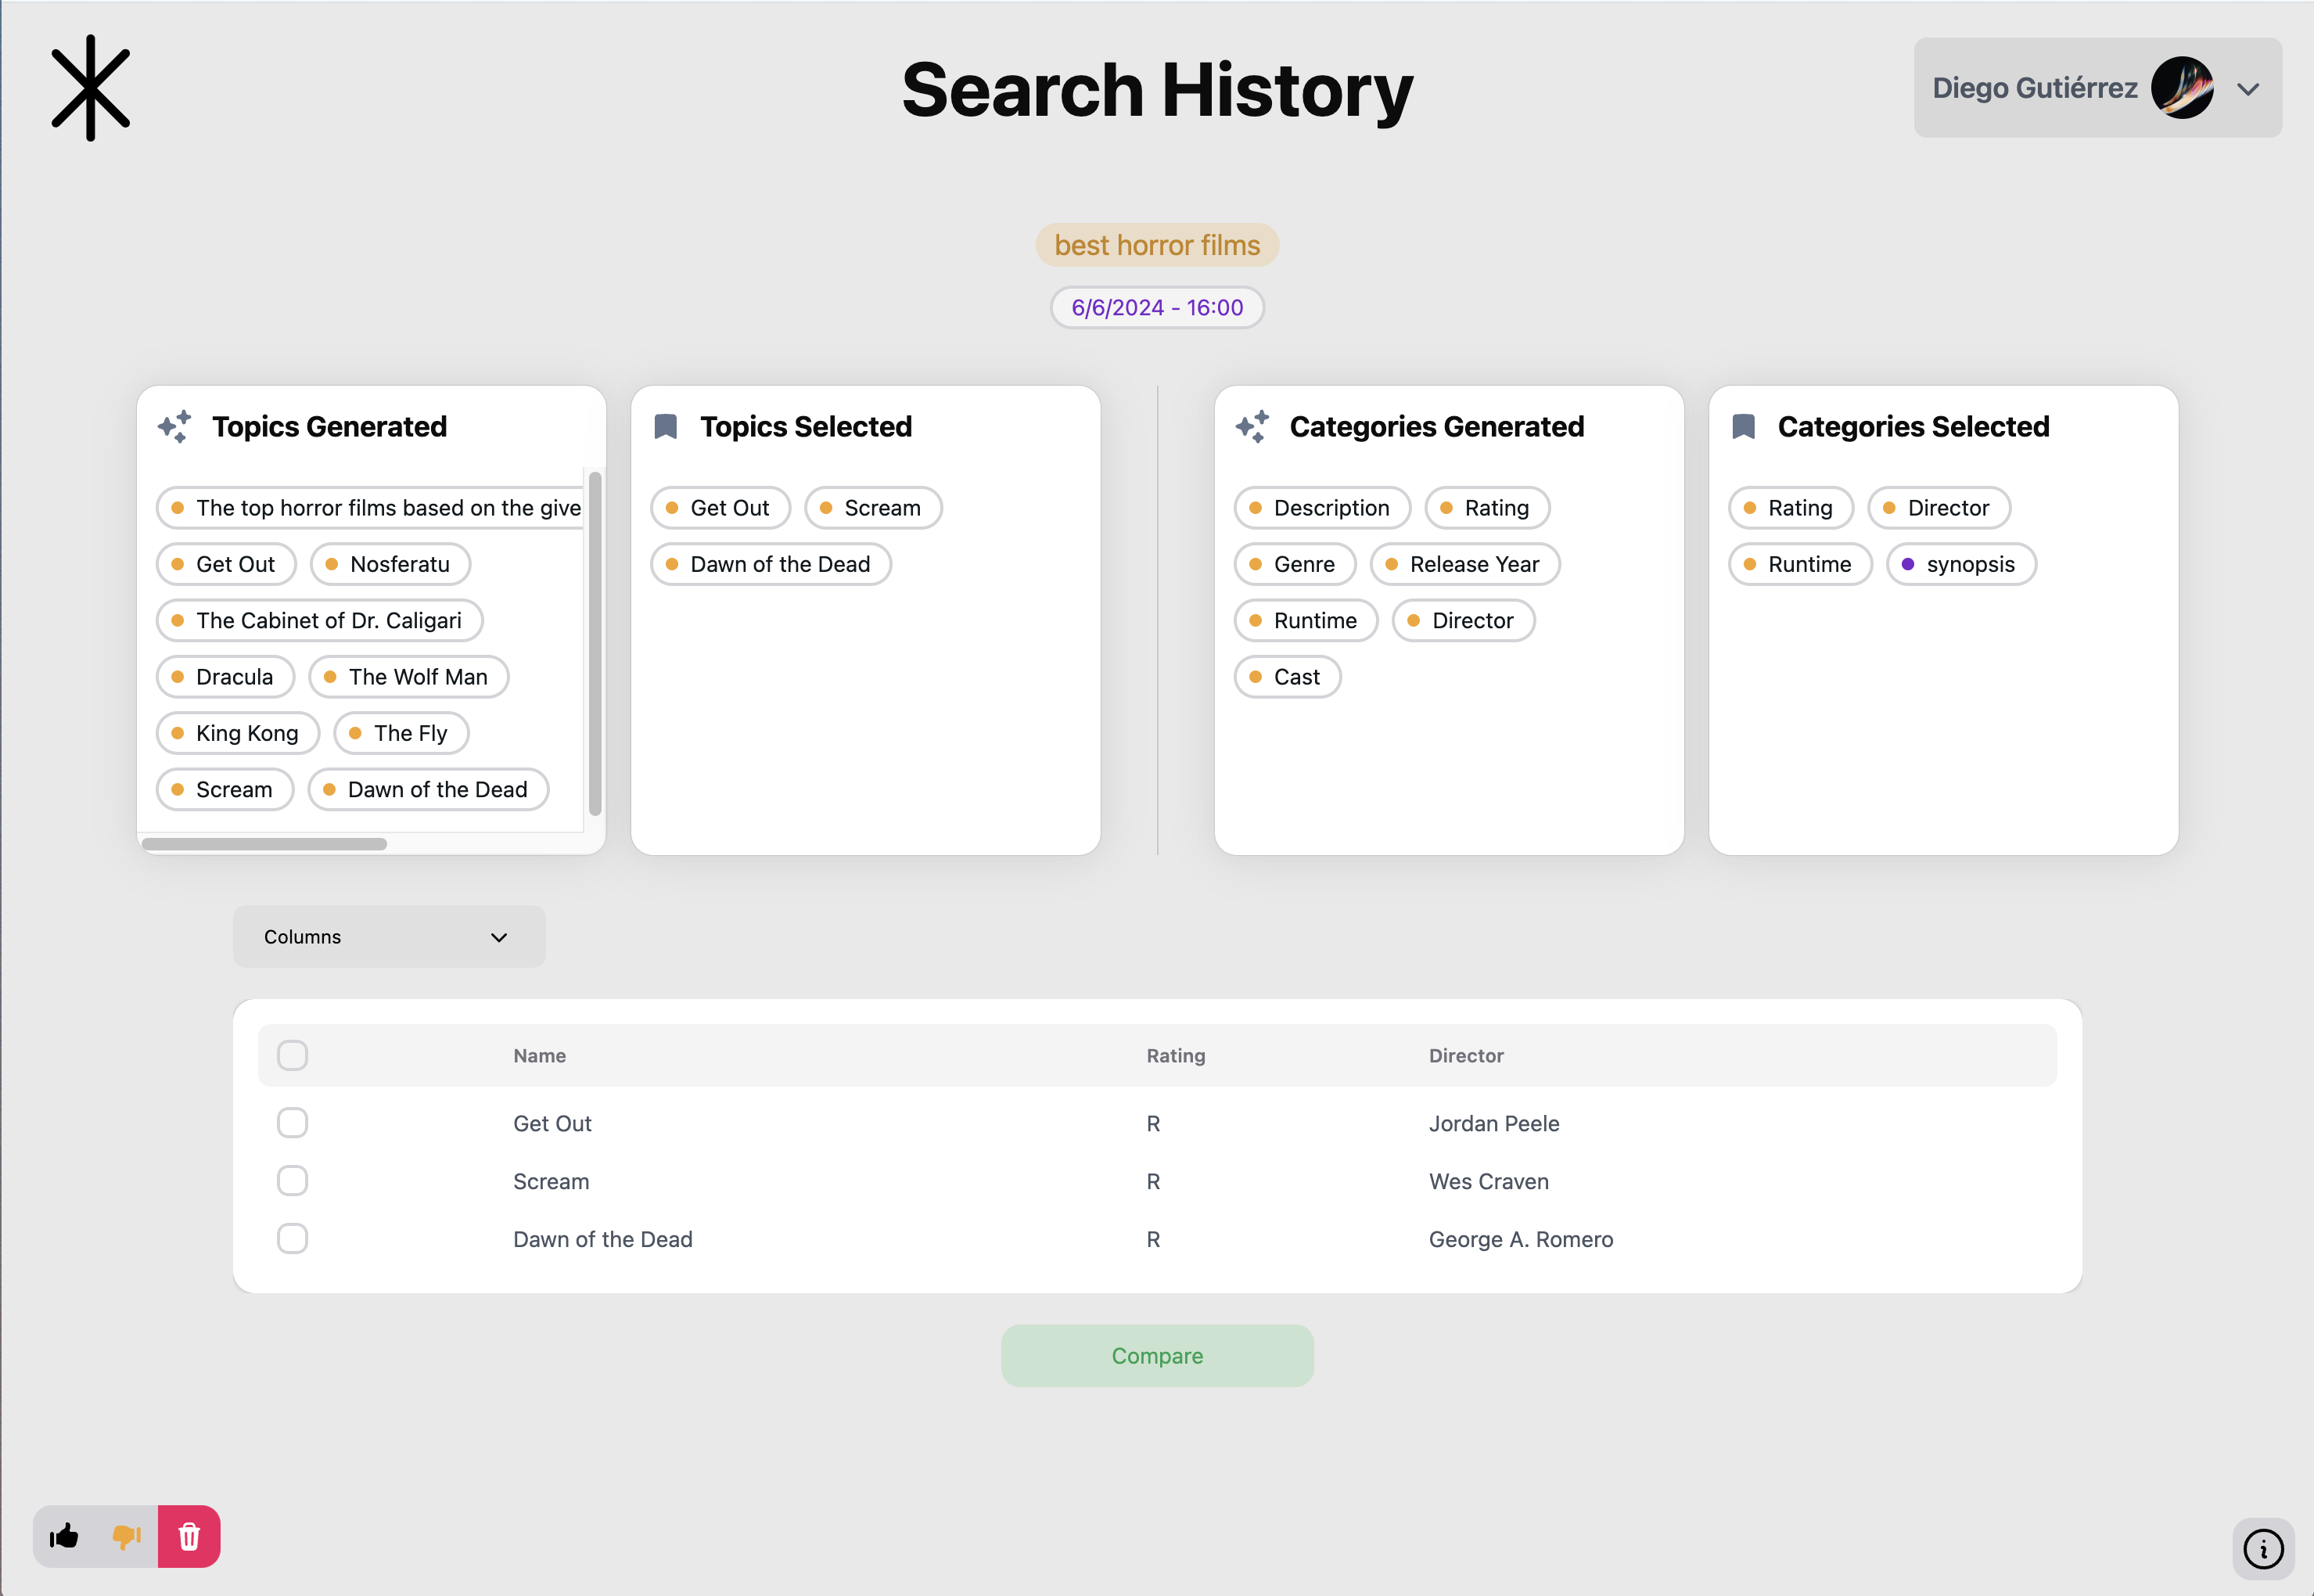 Search History
Diego Gutiérrez
best horror films
6/6/2024 - 16:00
Topics Generated
The top horror films based on the give
Get Out
Nosferatu
The Cabinet of Dr. Caligari
Dracula
The Wolf Man
King Kong
The Fly
Scream
Dawn of the Dead
Topics Selected
Get Out
Scream
Dawn of the Dead
Categories Generated
Description
Rating
Genre
Release Year
Runtime
Director
Cast
Categories Selected
Rating
Director
Runtime
synopsis
Columns
Name Rating Director
Get Out R Jordan Peele
Scream R Wes Craven
Dawn of the Dead R George A. Romero
Compare